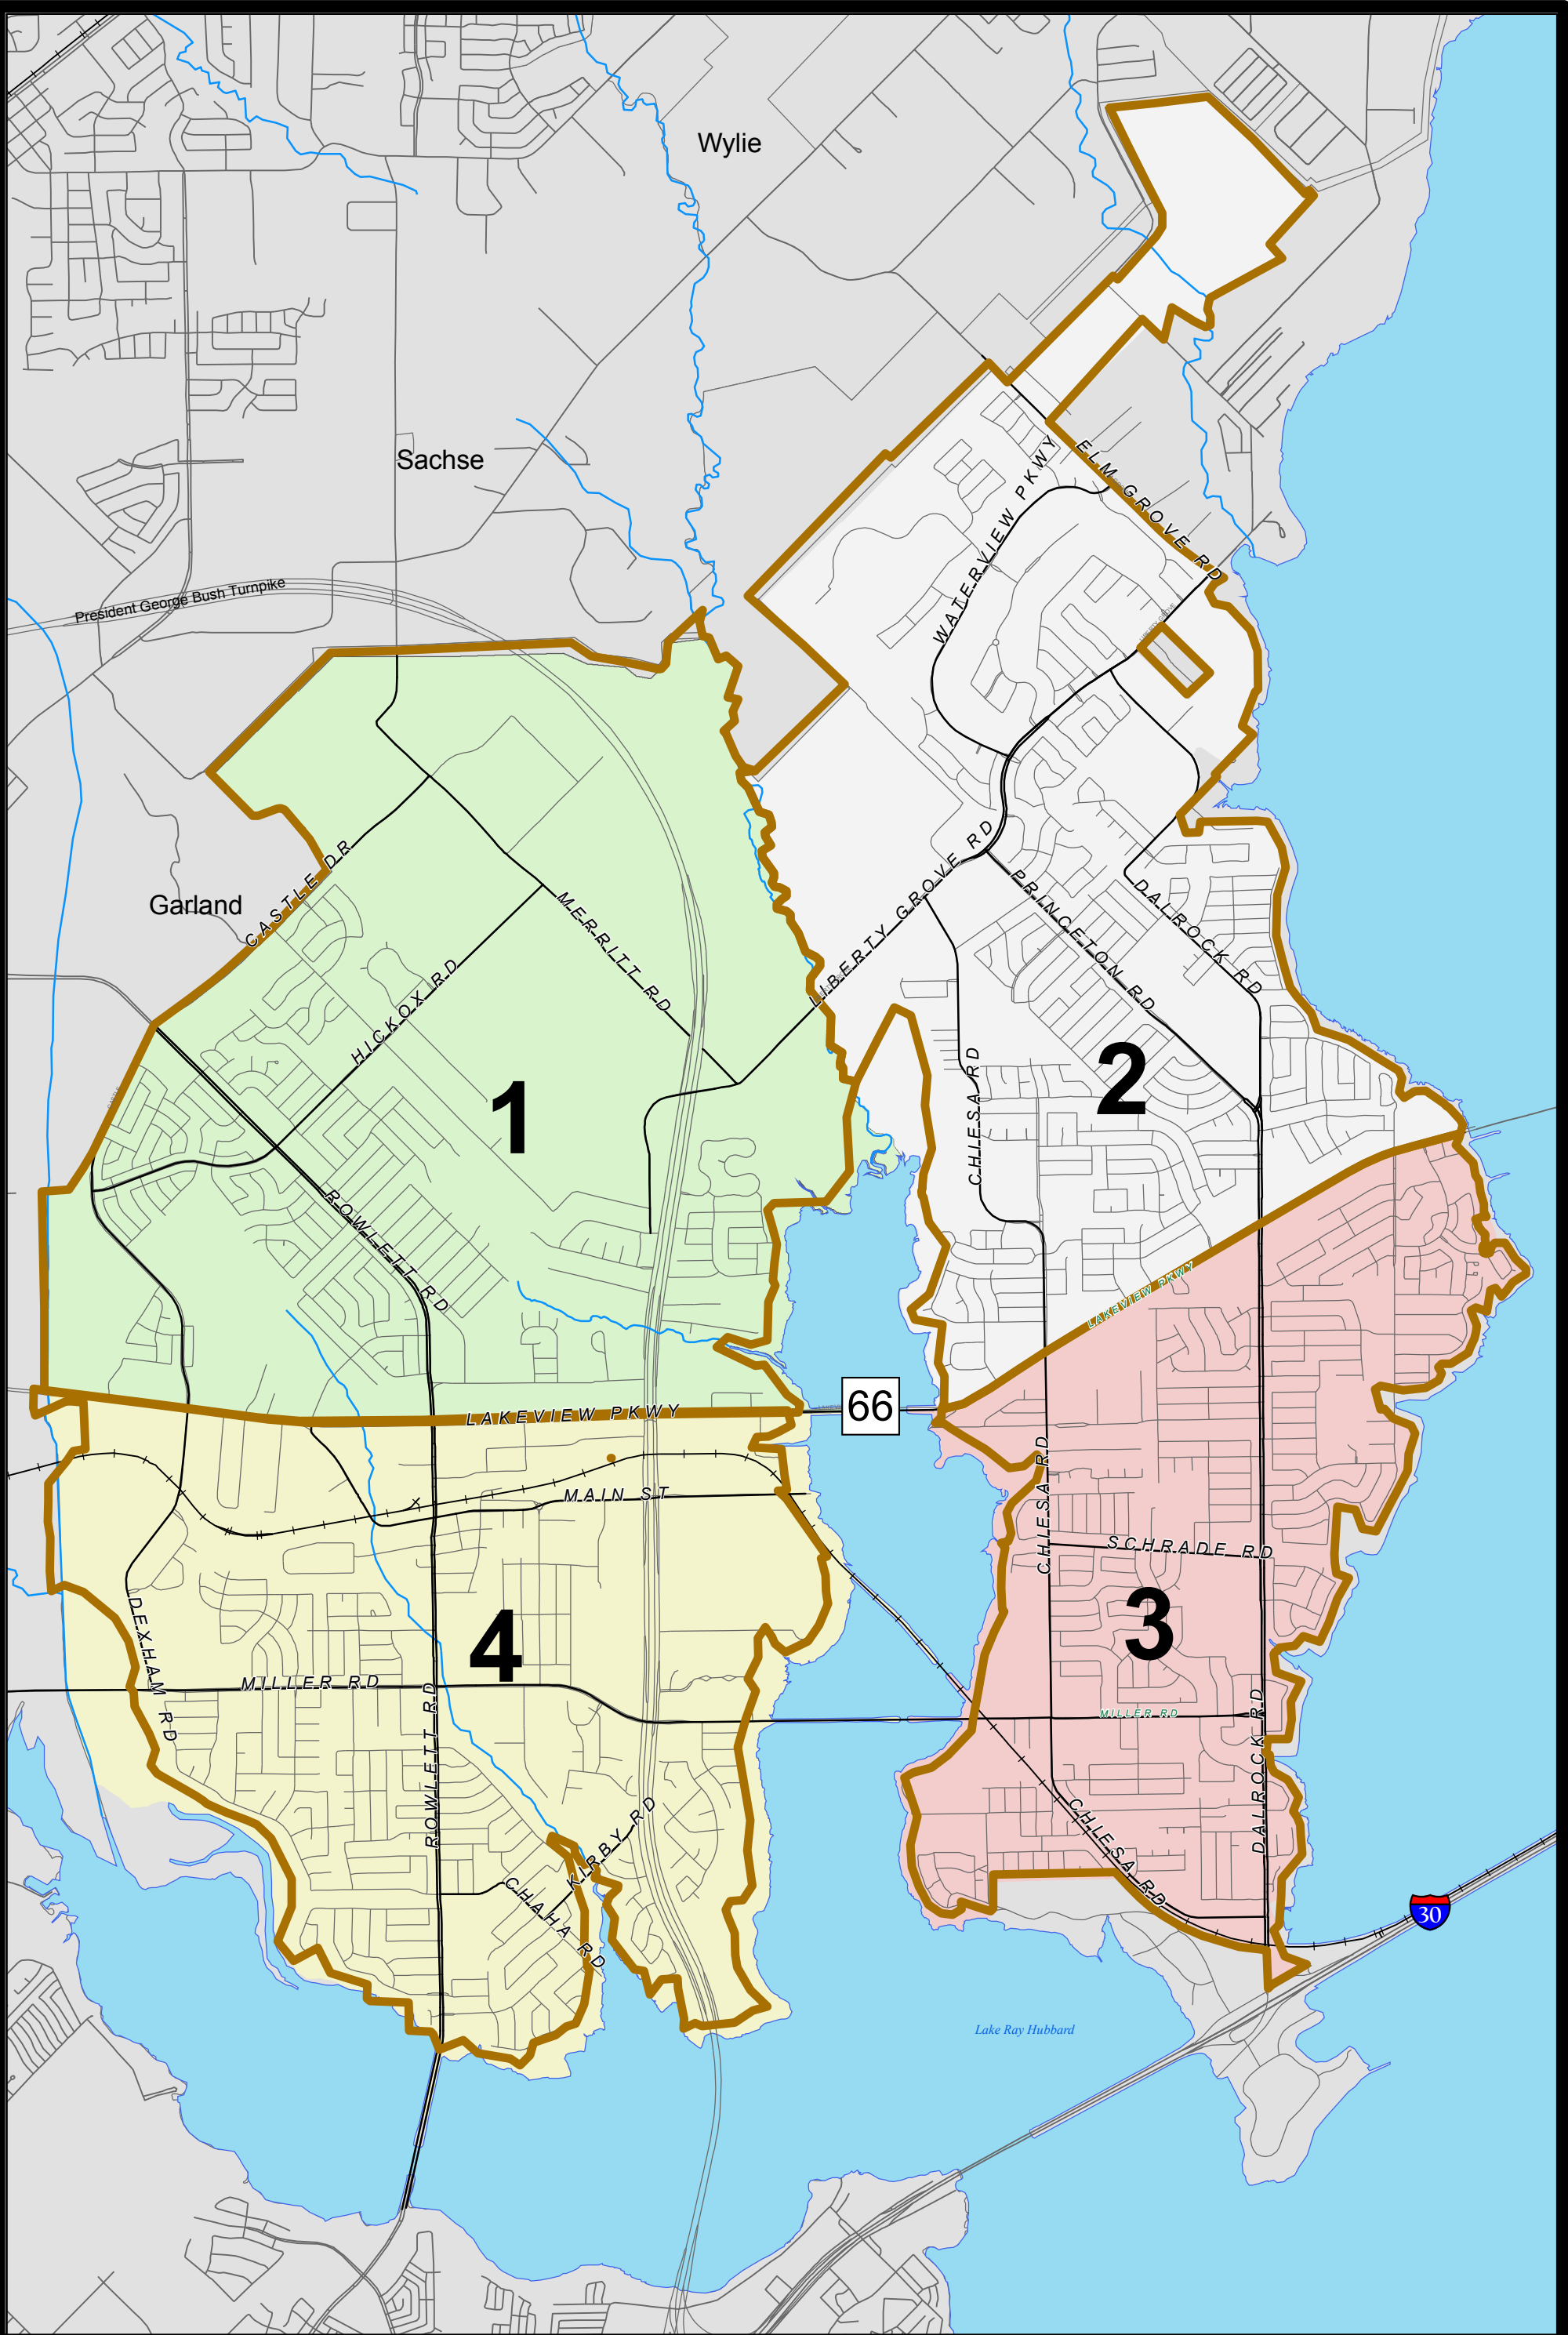 Wylie
Sachse
WATERVIEW PKWY
ELM GROVE RD
President George Bush Turnpike
CASTLE DR
Garland
MERRITT RD
LIBERTY GROVE RD
PRINCETON RD
DALROCK RD
HICKOX RD
1
2
CHIESA RD
ROWLETT RD
LAKEVIEW PKWY
66
LAKEVIEW PKWY
CHIESA RD
MAIN ST
SCHRADE RD
DEXHAM RD
4
3
MILLER RD
ROWLETT RD
MILLER RD
DALROCK RD
KIRBY RD
CHIESA RD
CHAHA RD
30
Lake Ray Hubbard